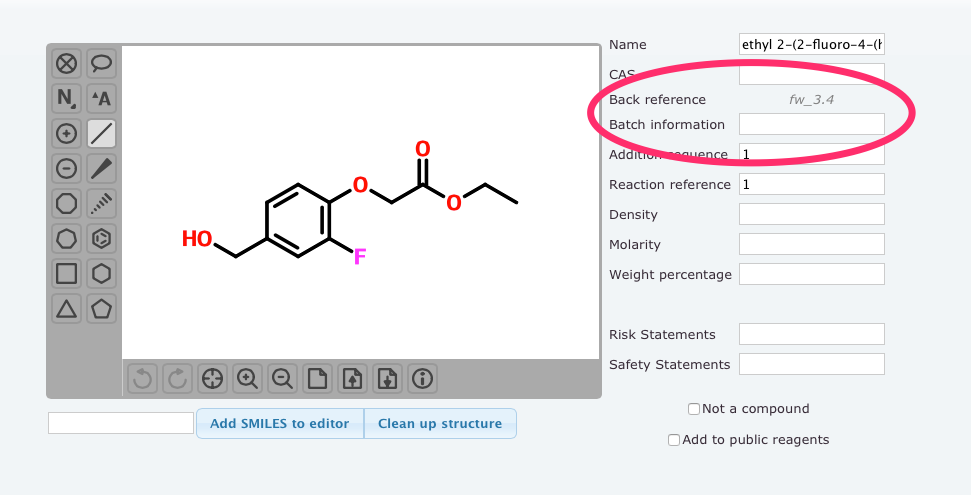 Name
ethyl 2-(2-fluoro-4-(h
CAS
Back reference
fw_3.4
Batch information
Addition sequence
1
Reaction reference
1
Density
Molarity
Weight percentage
Risk Statements
Safety Statements
Not a compound
Add to public reagents
N
A
O
O
O
HO
F
Add SMILES to editor
Clean up structure